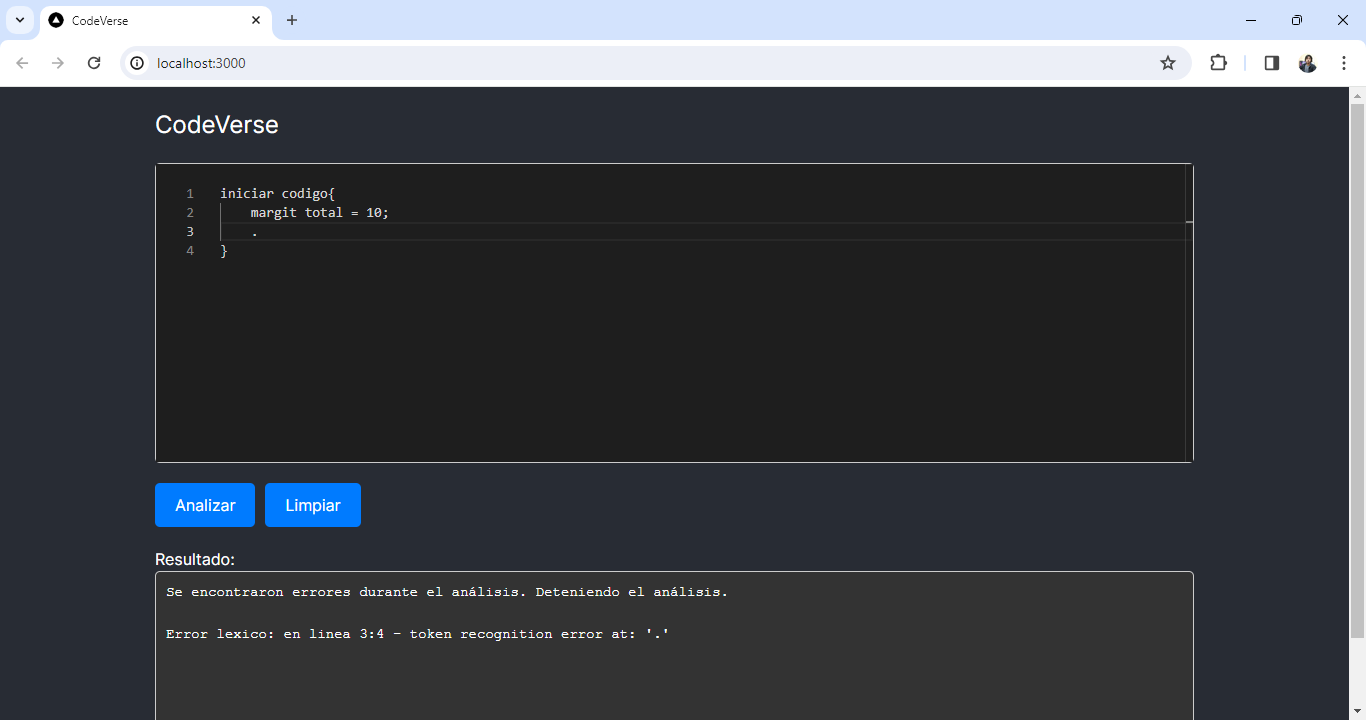 CodeVerse
localhost:3000
CodeVerse
1 iniciar codigo{
2 margit total = 10;
3 .
4 }
Analizar Limpiar
Resultado:
Se encontraron errores durante el análisis. Deteniendo el análisis.
Error lexico: en linea 3:4 - token recognition error at: '.'